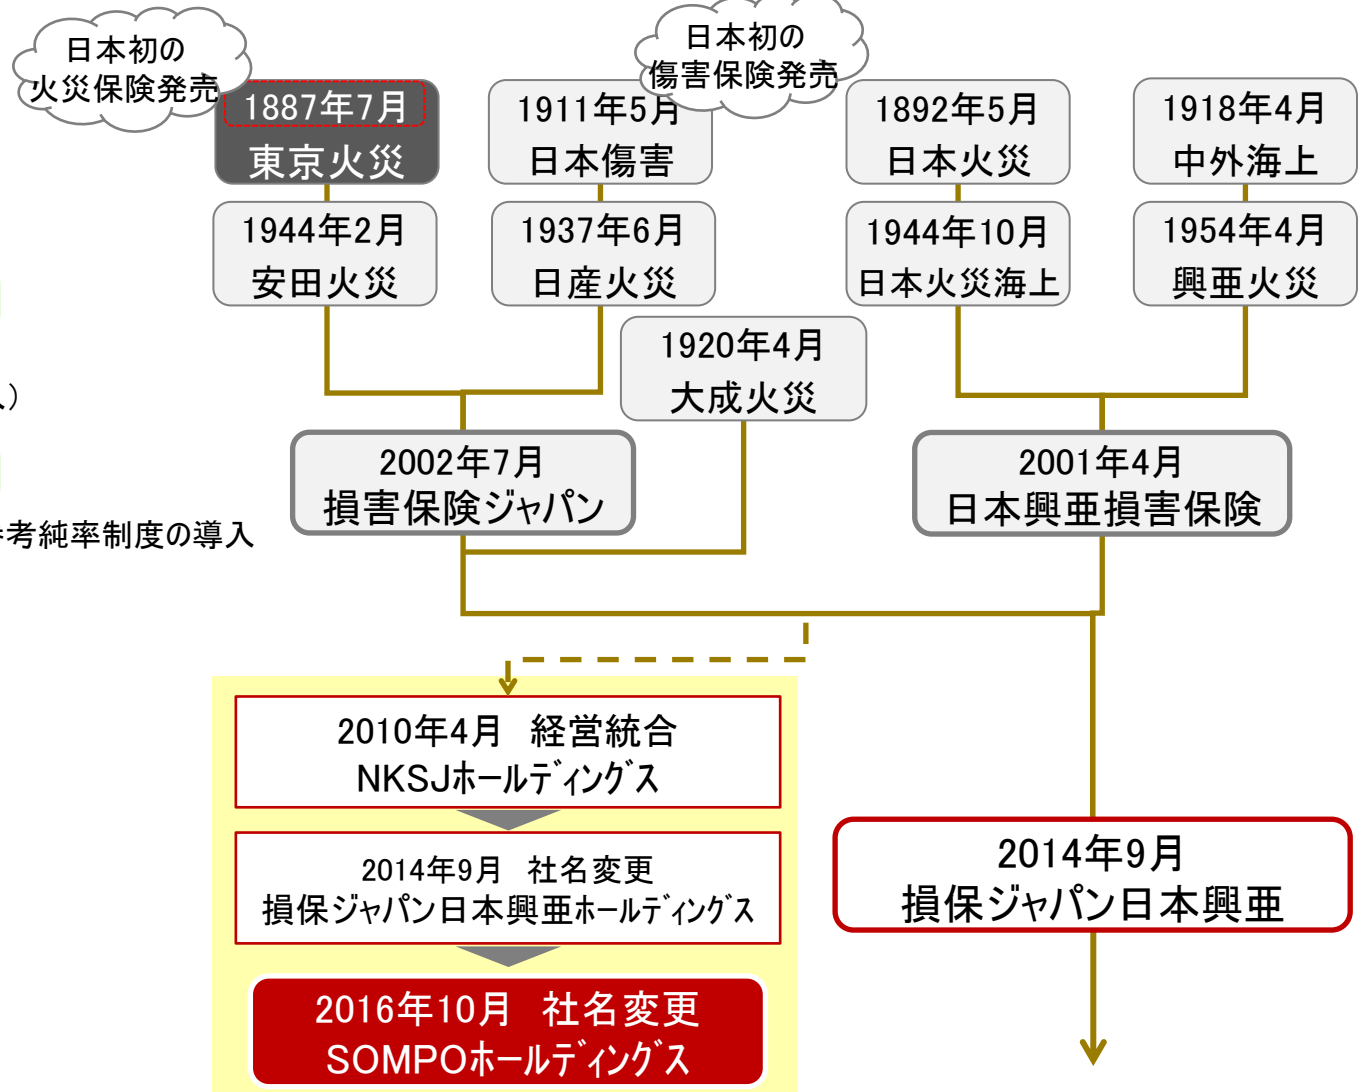 日本初の
火災保険発売
日本初の
傷害保険発売
1887年7月
東京火災
1911年5月
日本傷害
1892年5月
日本火災
1918年4月
中外海上
1944年2月
安田火災
1937年6月
日産火災
1944年10月
日本火災海上
1954年4月
興亜火災
1920年4月
大成火災
)
2002年7月
損害保険ジャパン
2001年4月
日本興亜損害保険
考純率制度の導入
2010年4月 経営統合
NKSJホールディングス
2014年9月 社名変更
損保ジャパン日本興亜ホールディングス
2014年9月
損保ジャパン日本興亜
2016年10月 社名変更
SOMPOホールディングス